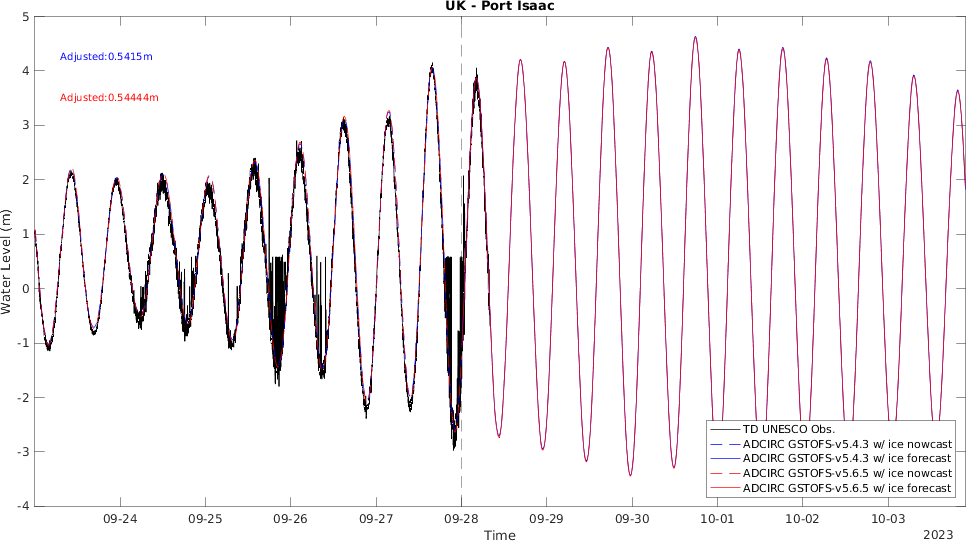 UK - Port Isaac
5
4
3
2
1
0
-1
-2
-3
-4
Water Level (m)
Adjusted:0.5415m
Adjusted:0.54444m
TD UNESCO Obs.
ADCIRC GSTOFS-v5.4.3 w/ ice nowcast
ADCIRC GSTOFS-v5.4.3 w/ ice forecast
ADCIRC GSTOFS-v5.6.5 w/ ice nowcast
ADCIRC GSTOFS-v5.6.5 w/ ice forecast
09-24 09-25 09-26 09-27 09-28 09-29 09-30 10-01 10-02 10-03
Time
2023